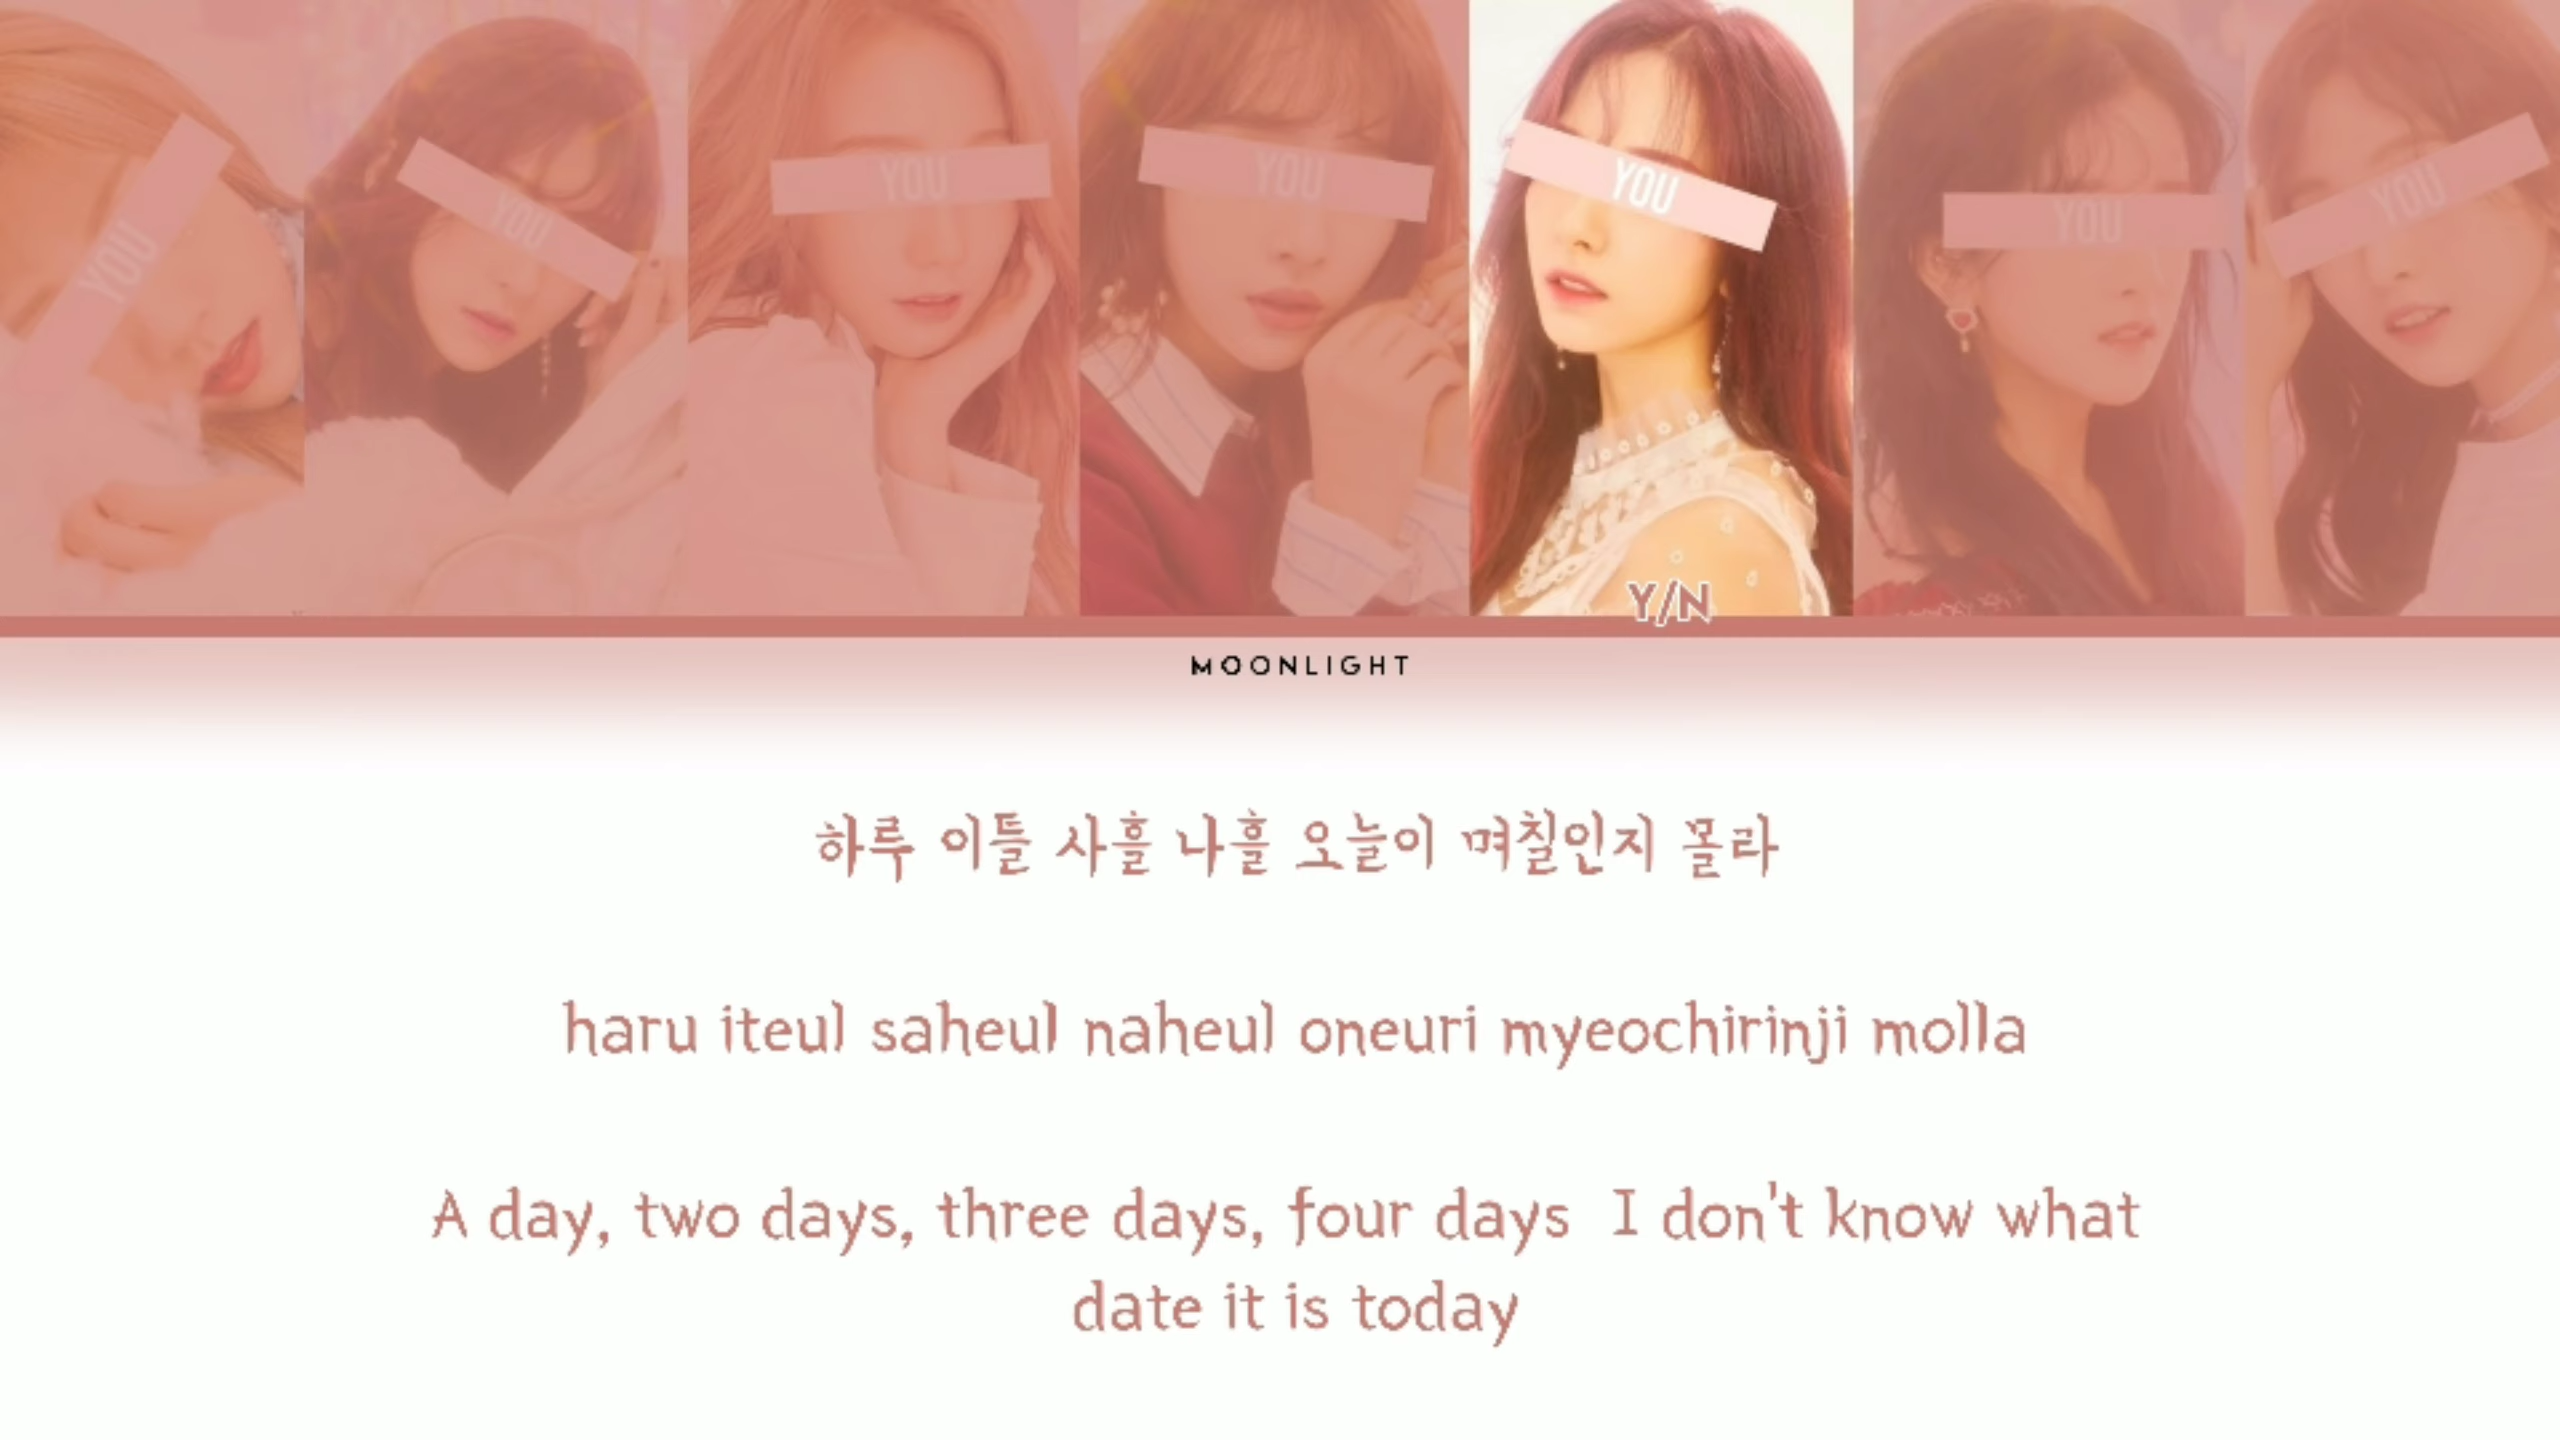 YOU
YOU
YOU
YOU
YOU
YOU
YOU
Y/N
MOONLIGHT
하루 이틀 사흘 나흘 오늘이 며칠인지 몰라
haru iteul saheul naheul oneuri myeochirinji molla
A day, two days, three days, four days I don't know what
date it is today